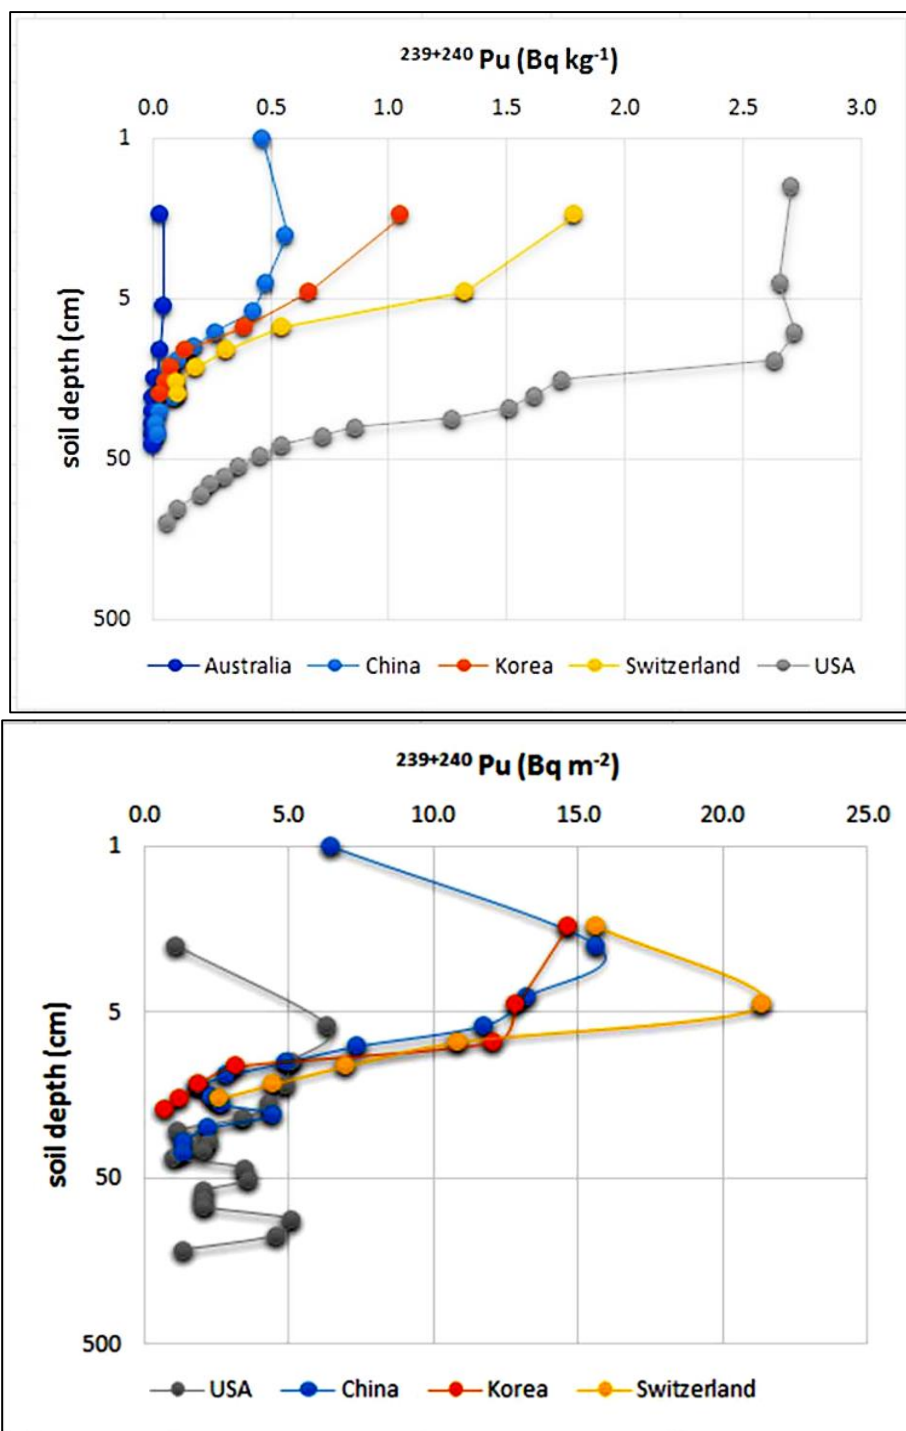 239+240 Pu (Bq kg-1)
0.0 0.5 1.0 1.5 2.0 2.5 3.0
1
5
50
500
soil depth (cm)
Australia China Korea Switzerland USA
239+240 Pu (Bq m-2)
0.0 5.0 10.0 15.0 20.0 25.0
1
5
50
500
soil depth (cm)
USA China Korea Switzerland